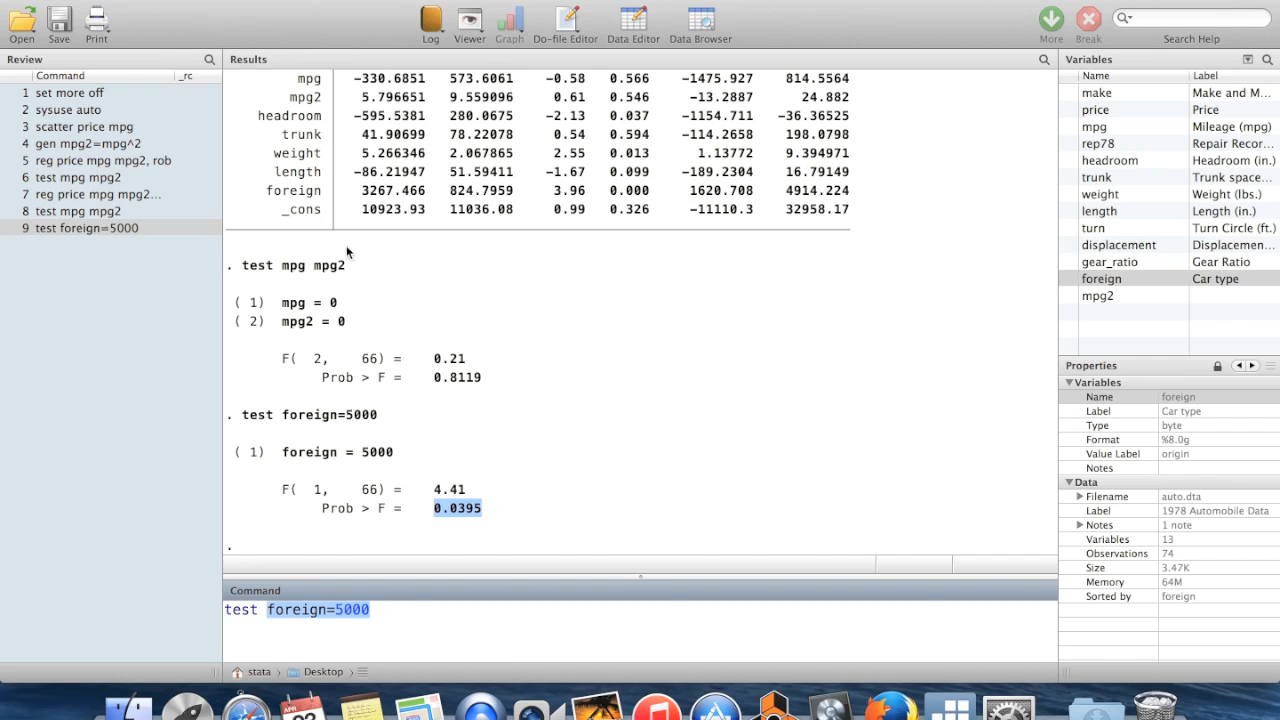 Open Save Print Log Viewer Graph Do-file Editor Data Editor Data Browser More Break Search Help
Review
Command _rc
1 set more off
2 sysuse auto
3 scatter price mpg
4 gen mpg2=mpg^2
5 reg price mpg mpg2, rob
6 test mpg mpg2
7 reg price mpg mpg2...
8 test mpg mpg2
9 test foreign=5000
Results
mpg -330.6851 573.6061 -0.58 0.566 -1475.927 814.5564
mpg2 5.796651 9.559096 0.61 0.546 -13.2887 24.882
headroom -595.5381 280.0675 -2.13 0.037 -1154.711 -36.36525
trunk 41.90699 78.22078 0.54 0.594 -114.2658 198.0798
weight 5.266346 2.067865 2.55 0.013 1.13772 9.394971
length -86.21947 51.59411 -1.67 0.099 -189.2304 16.79149
foreign 3267.466 824.7959 3.96 0.000 1620.708 4914.224
_cons 10923.93 11036.08 0.99 0.326 -11110.3 32958.17
. test mpg mpg2
( 1) mpg = 0
( 2) mpg2 = 0
F( 2, 66) = 0.21
Prob > F = 0.8119
. test foreign=5000
( 1) foreign = 5000
F( 1, 66) = 4.41
Prob > F = 0.0395
.
Command
test foreign=5000
stata Desktop
Variables
Name Label
make Make and M...
price Price
mpg Mileage (mpg)
rep78 Repair Recor...
headroom Headroom (in.)
trunk Trunk space...
weight Weight (lbs.)
length Length (in.)
turn Turn Circle (ft.)
displacement Displacemen...
gear_ratio Gear Ratio
foreign Car type
mpg2
Properties
Variables
Name foreign
Label Car type
Type byte
Format %8.0g
Value Label origin
Notes
Data
Filename auto.dta
Label 1978 Automobile Data
Notes 1 note
Variables 13
Observations 74
Size 3.47K
Memory 64M
Sorted by foreign